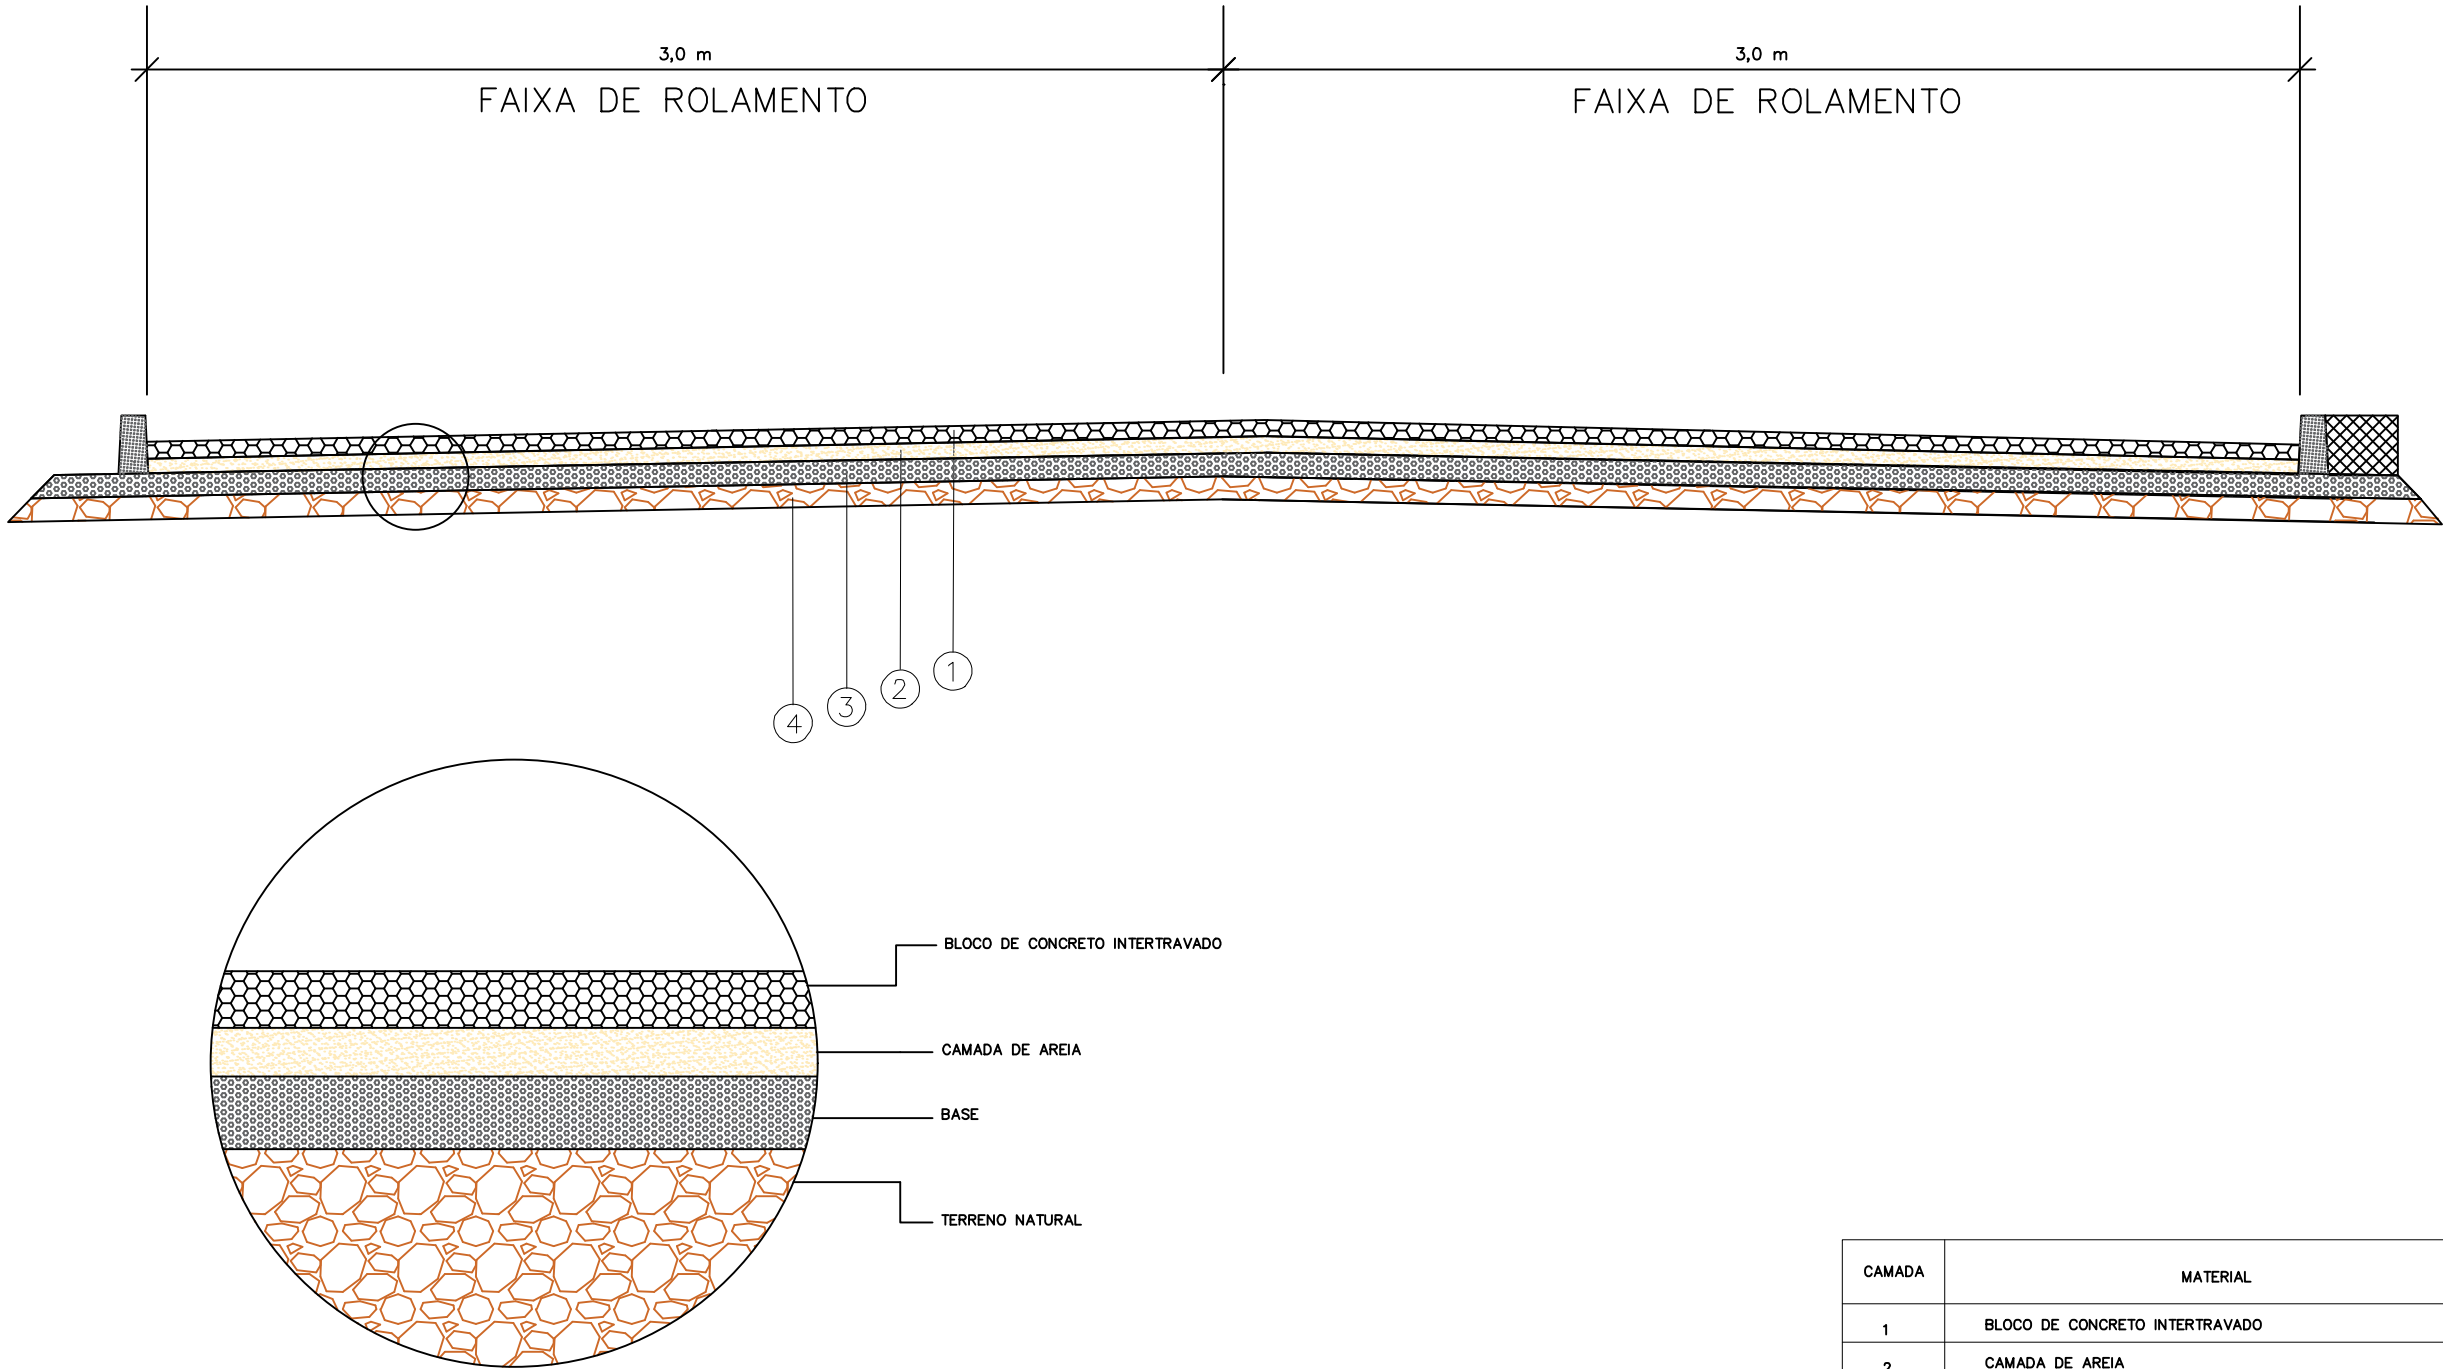 3,0 m
3,0 m
FAIXA DE ROLAMENTO
FAIXA DE ROLAMENTO
1
2
3
4
BLOCO DE CONCRETO INTERTRAVADO
CAMADA DE AREIA
BASE
TERRENO NATURAL
CAMADA MATERIAL
1 BLOCO DE CONCRETO INTERTRAVADO
2 CAMADA DE AREIA